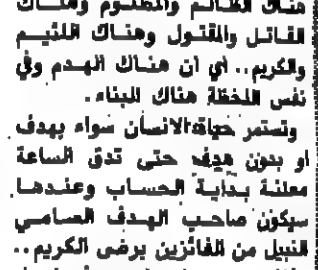 هناك الظالم والمظلوم وهناك
القاتل والمقتول وهناك اللئيم
والكريم .. أي أن هناك الهدم وفي
نفس اللحظة هناك البناء .
وتستمر حياة الانسان سواء بهدف
او بدون هدف حتى تدق الساعة
معلنة بداية الحساب وعندها
سيكون صاحب الهدف السامي
النبيل من الفائزين برضى الكريم ..